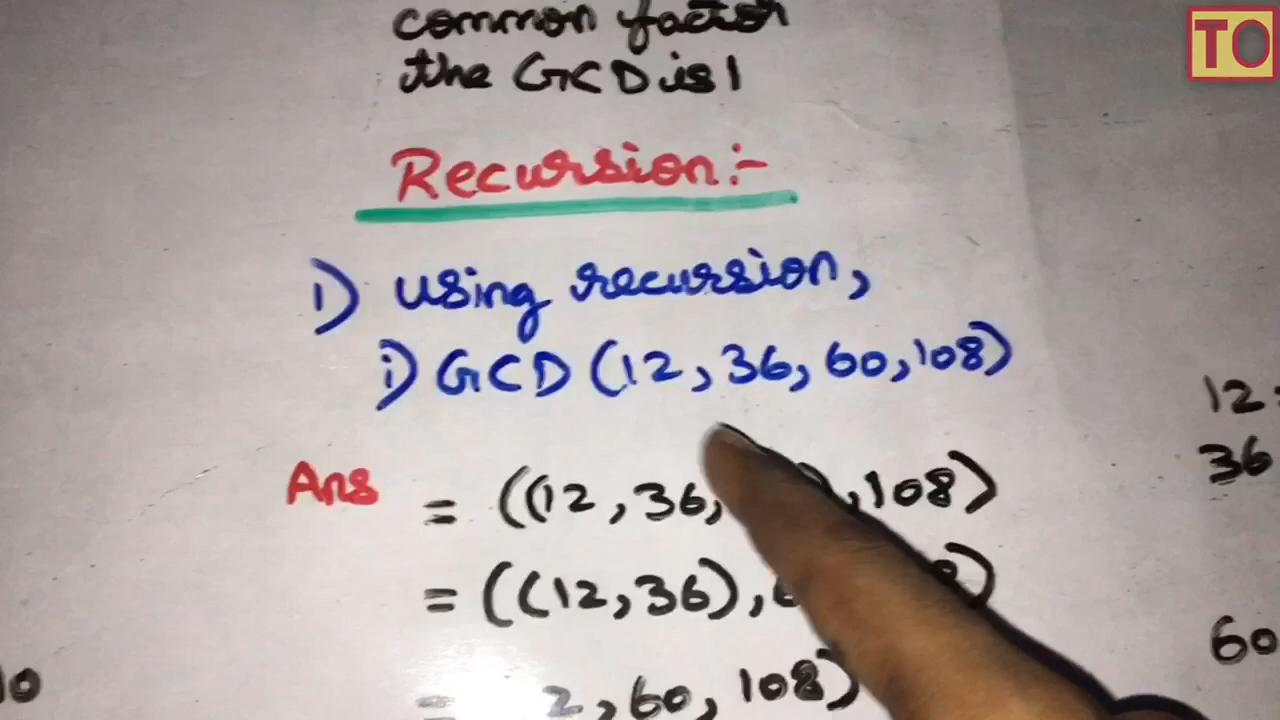 common factor
the GCD is 1
TO
Recursion:-
1) using recursion,
i) GCD (12, 36, 60, 108)
12
36
Ans = ((12, 36, , 108)
= ((12, 36),
60
10
60, 108)